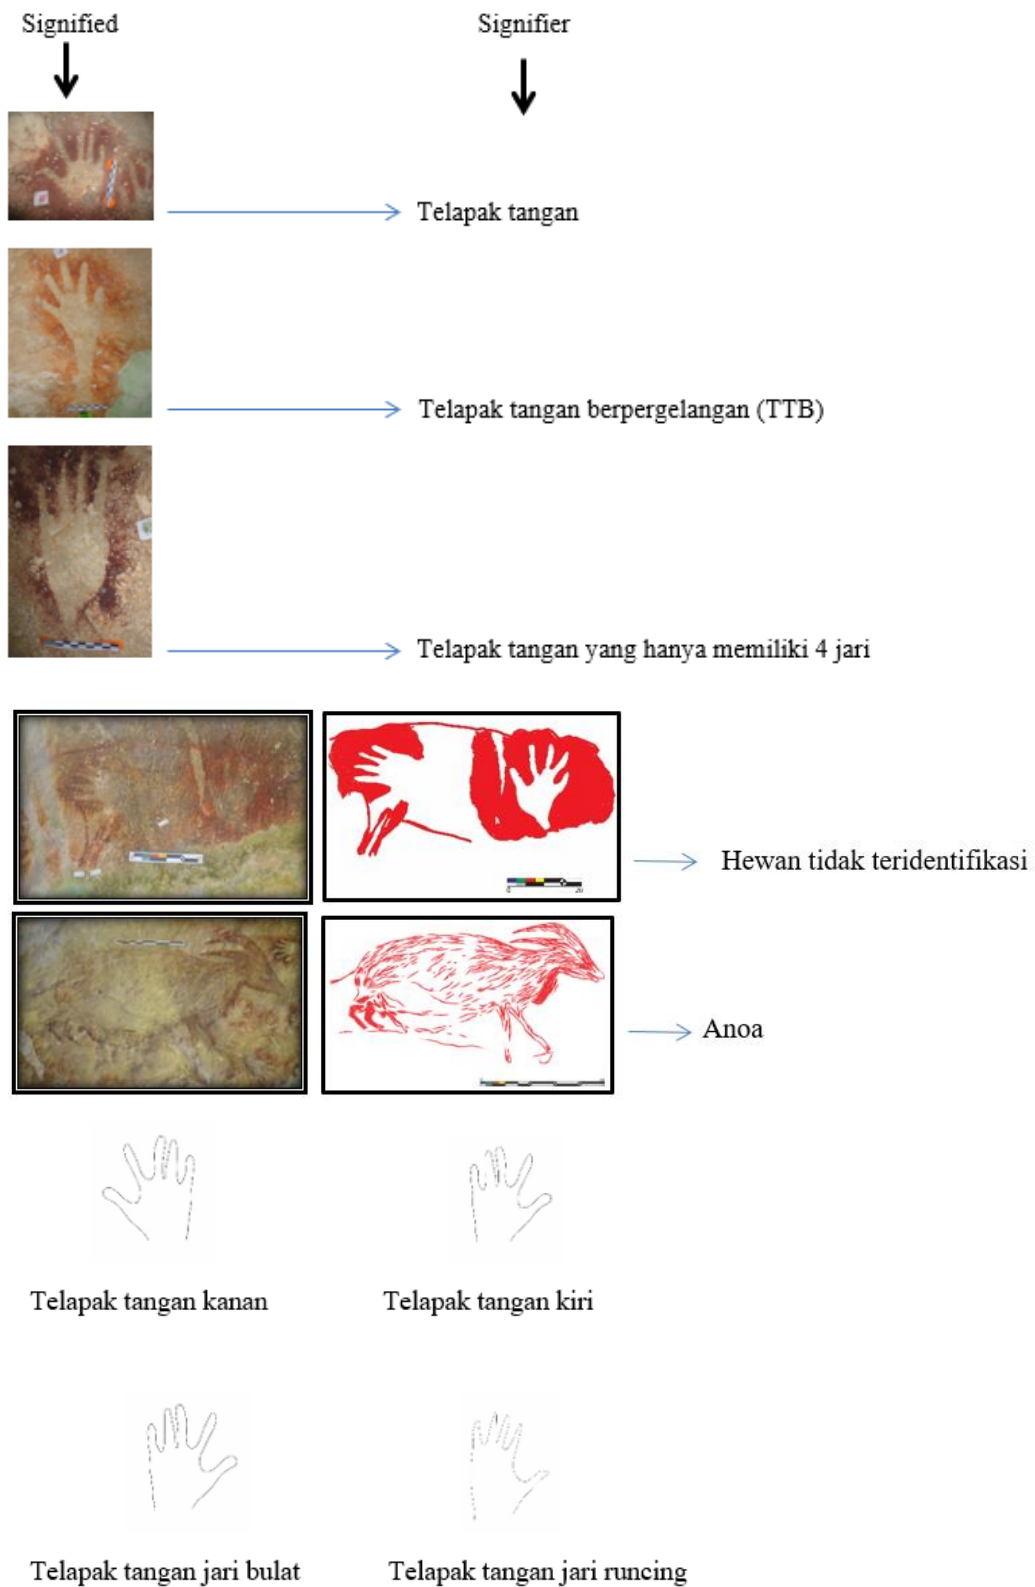 Signified Signifier
Telapak tangan
Telapak tangan berpergelangan (TTB)
Telapak tangan yang hanya memiliki 4 jari
Hewan tidak teridentifikasi
Anoa
Telapak tangan kanan Telapak tangan kiri
Telapak tangan jari bulat Telapak tangan jari runcing